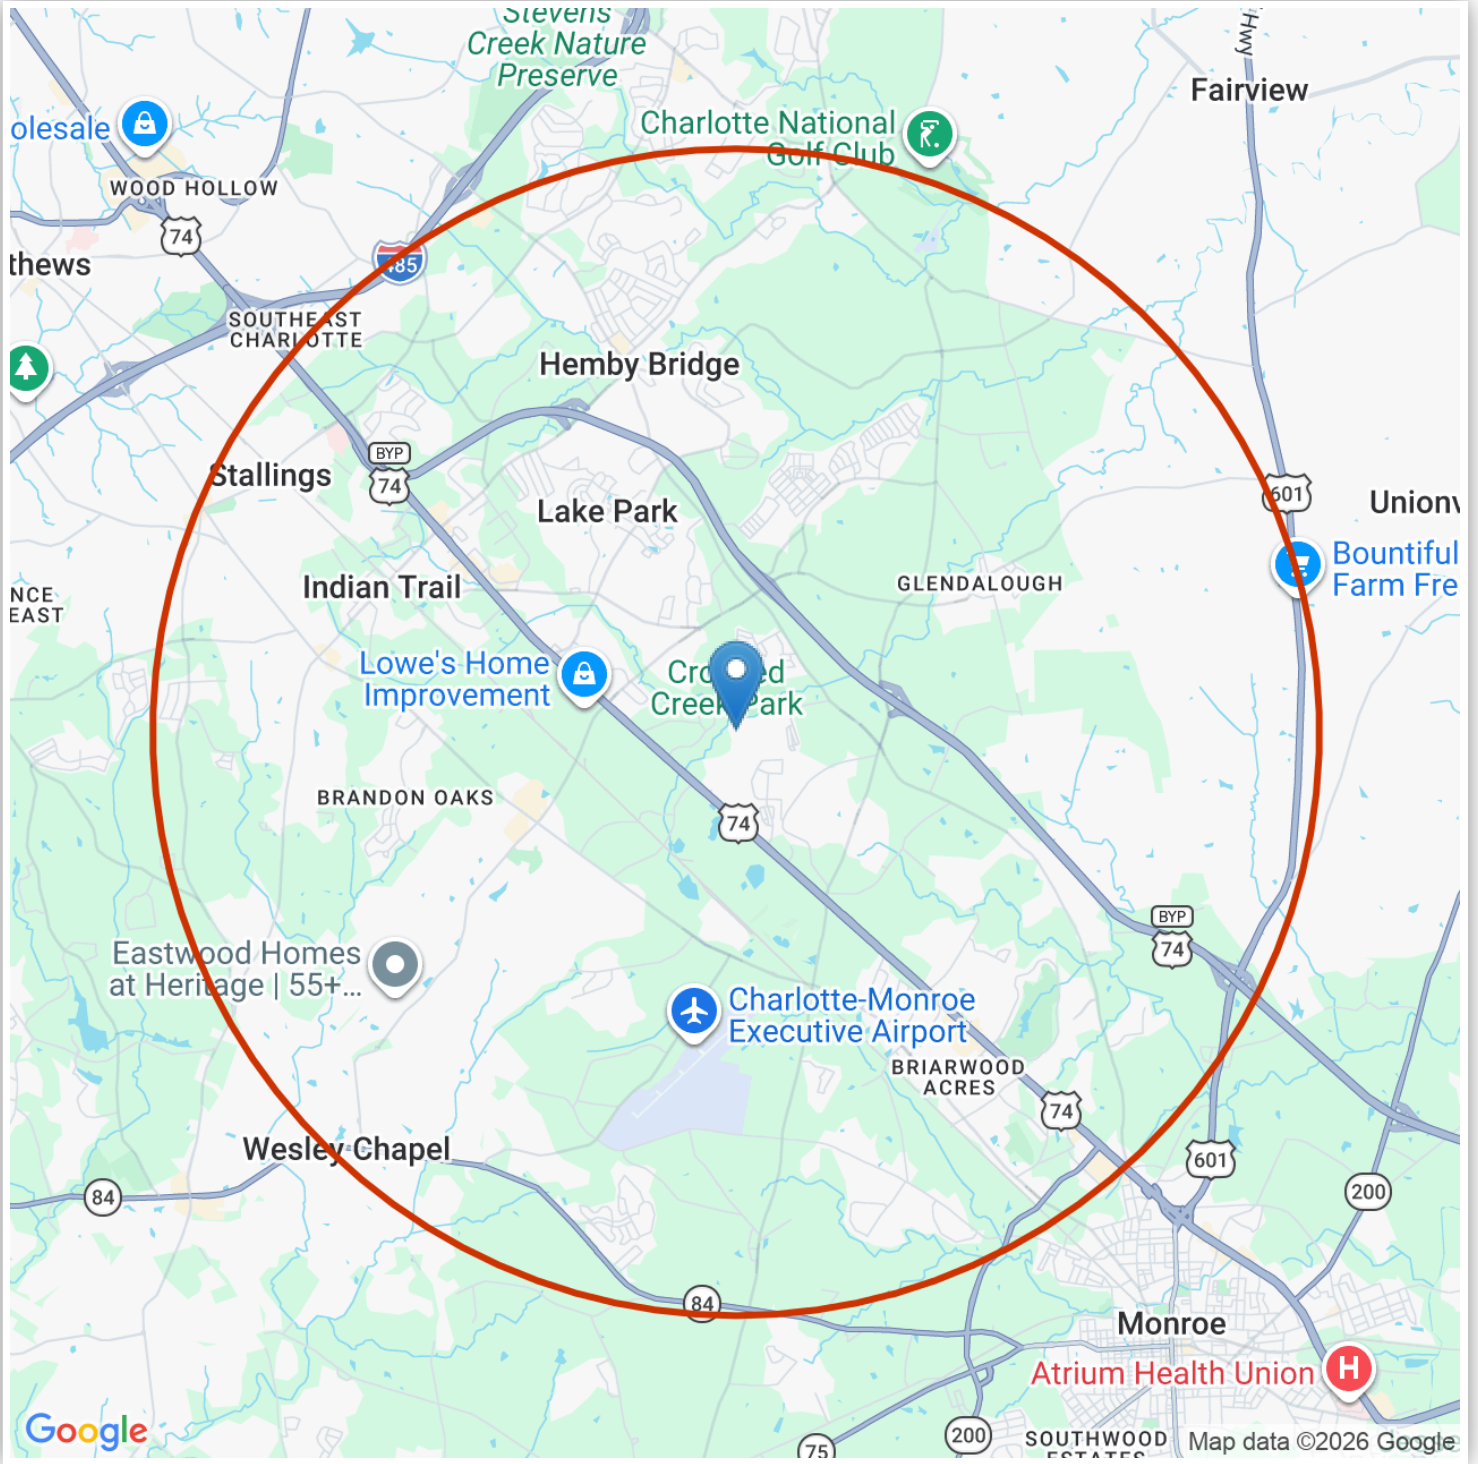 Stevens
Creek Nature
Preserve
Hwy
Fairview
olesale
Charlotte National
Golf Club
WOOD HOLLOW
74
thews
485
SOUTHEAST
CHARLOTTE
Hemby Bridge
BYP
74
Stallings
Lake Park
601
Unionv
Bountiful
Farm Fre
Indian Trail
GLENDALOUGH
NCE
EAST
Lowe's Home
Improvement
Creek Park
BRANDON OAKS
74
BYP
74
Eastwood Homes
at Heritage | 55+...
Charlotte-Monroe
Executive Airport
BRIARWOOD
ACRES
74
Wesley Chapel
601
84
200
84
Monroe
Atrium Health Union
H
Google
75
200
SOUTHWOOD
ESTATES
Map data ©2026 Google